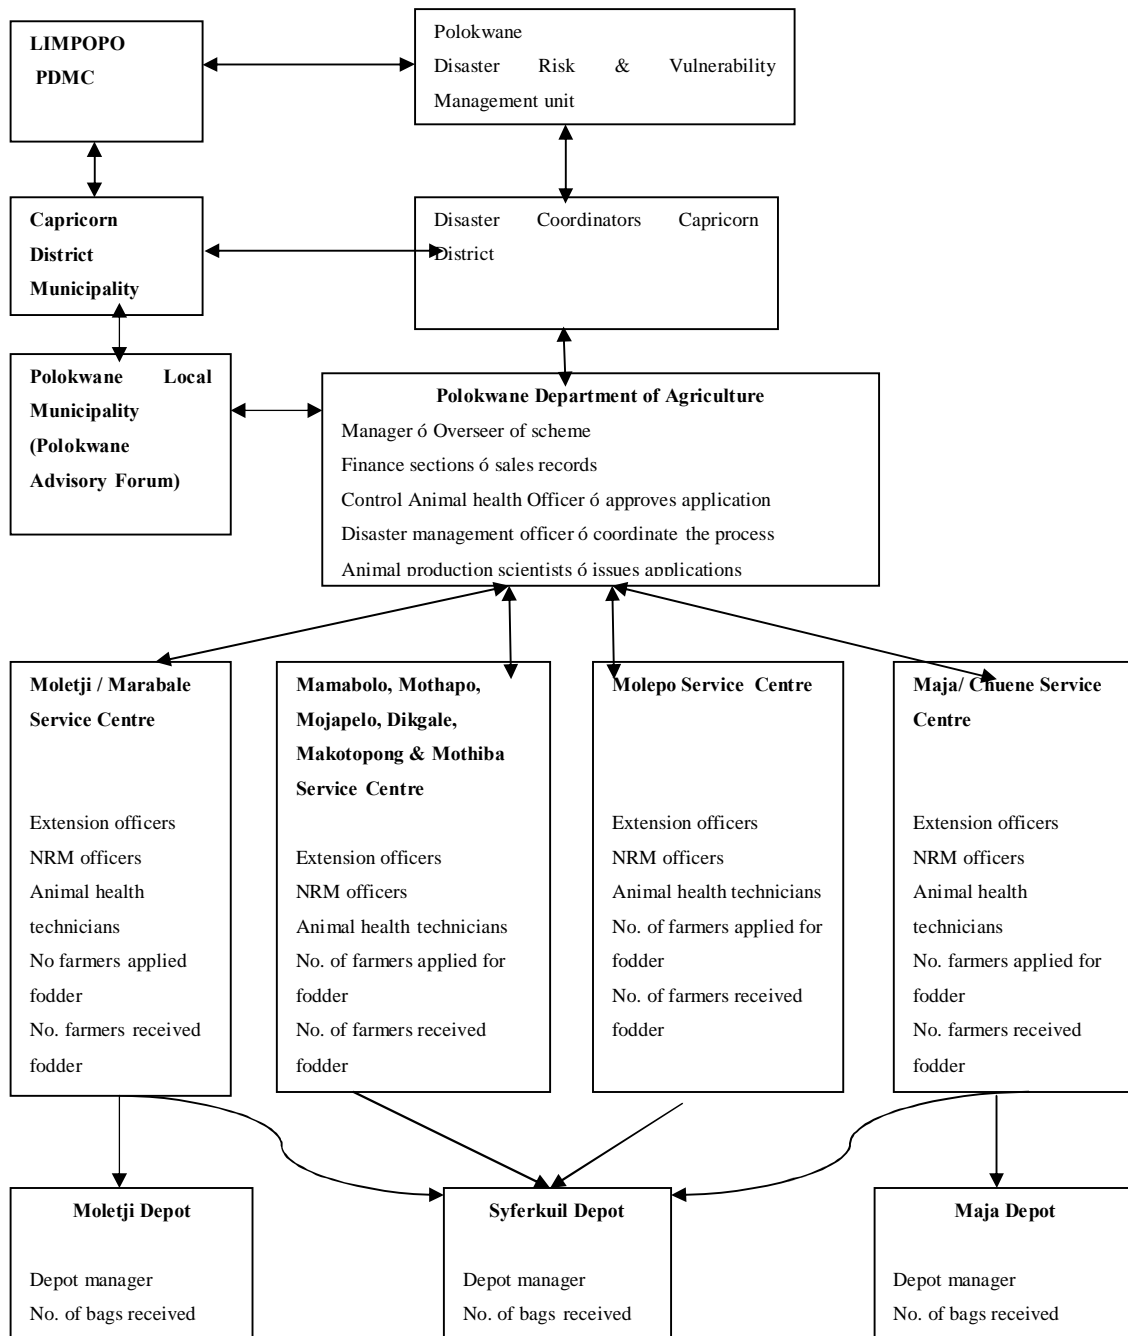 LIMPOPO
PDMC
Polokwane
Disaster Risk & Vulnerability
Management unit
Capricorn
District
Municipality
Disaster Coordinators Capricorn
District
Polokwane Local
Municipality
(Polokwane
Advisory Forum)
Polokwane Department of Agriculture
Manager ó Overseer of scheme
Finance sections ó sales records
Control Animal health Officer ó approves application
Disaster management officer ó coordinate the process
Animal production scientists ó issues applications
Moletji / Marabale
Service Centre
Extension officers
NRM officers
Animal health
technicians
No farmers applied
fodder
No. farmers received
fodder
Mamabolo, Mothapo,
Mojapelo, Dikgale,
Makotopong & Mothiba
Service Centre
Extension officers
NRM officers
Animal health technicians
No. of farmers applied for
fodder
No. of farmers received
fodder
Molepo Service Centre
Extension officers
NRM officers
Animal health technicians
No. of farmers applied for
fodder
No. of farmers received
fodder
Maja/ Chuene Service
Centre
Extension officers
NRM officers
Animal health
technicians
No. farmers applied for
fodder
No. farmers received
fodder
Moletji Depot
Depot manager
No. of bags received
Syferkuil Depot
Depot manager
No. of bags received
Maja Depot
Depot manager
No. of bags received